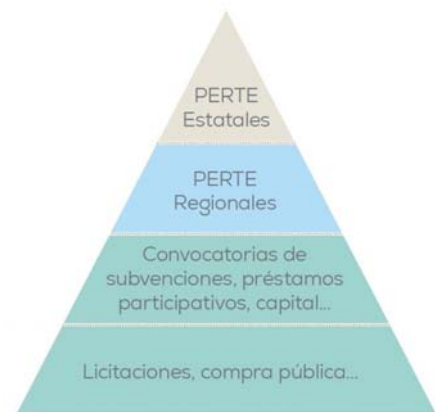 PERTE
Estatales
PERTE
Regionales
Convocatorias de
subvenciones, préstamos
participativos, capital...
Licitaciones, compra pública...